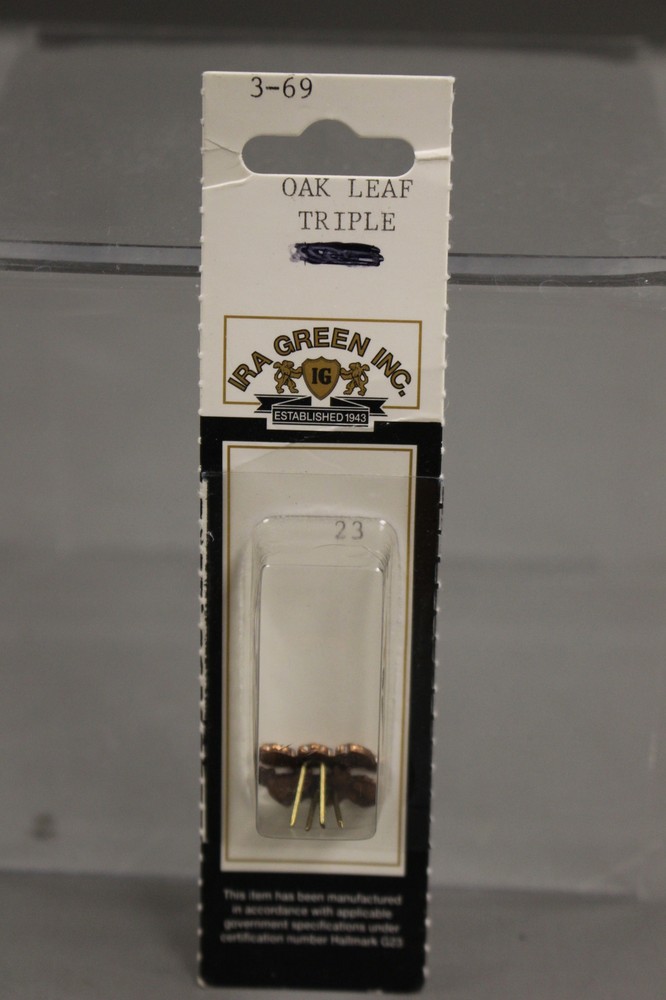 3-69
OAK LEAF
TRIPLE
IRA GREEN INC.
IG
ESTABLISHED 1943
23
This item has been manufactured
in accordance with applicable
government specifications under
certification number Hallmark G23